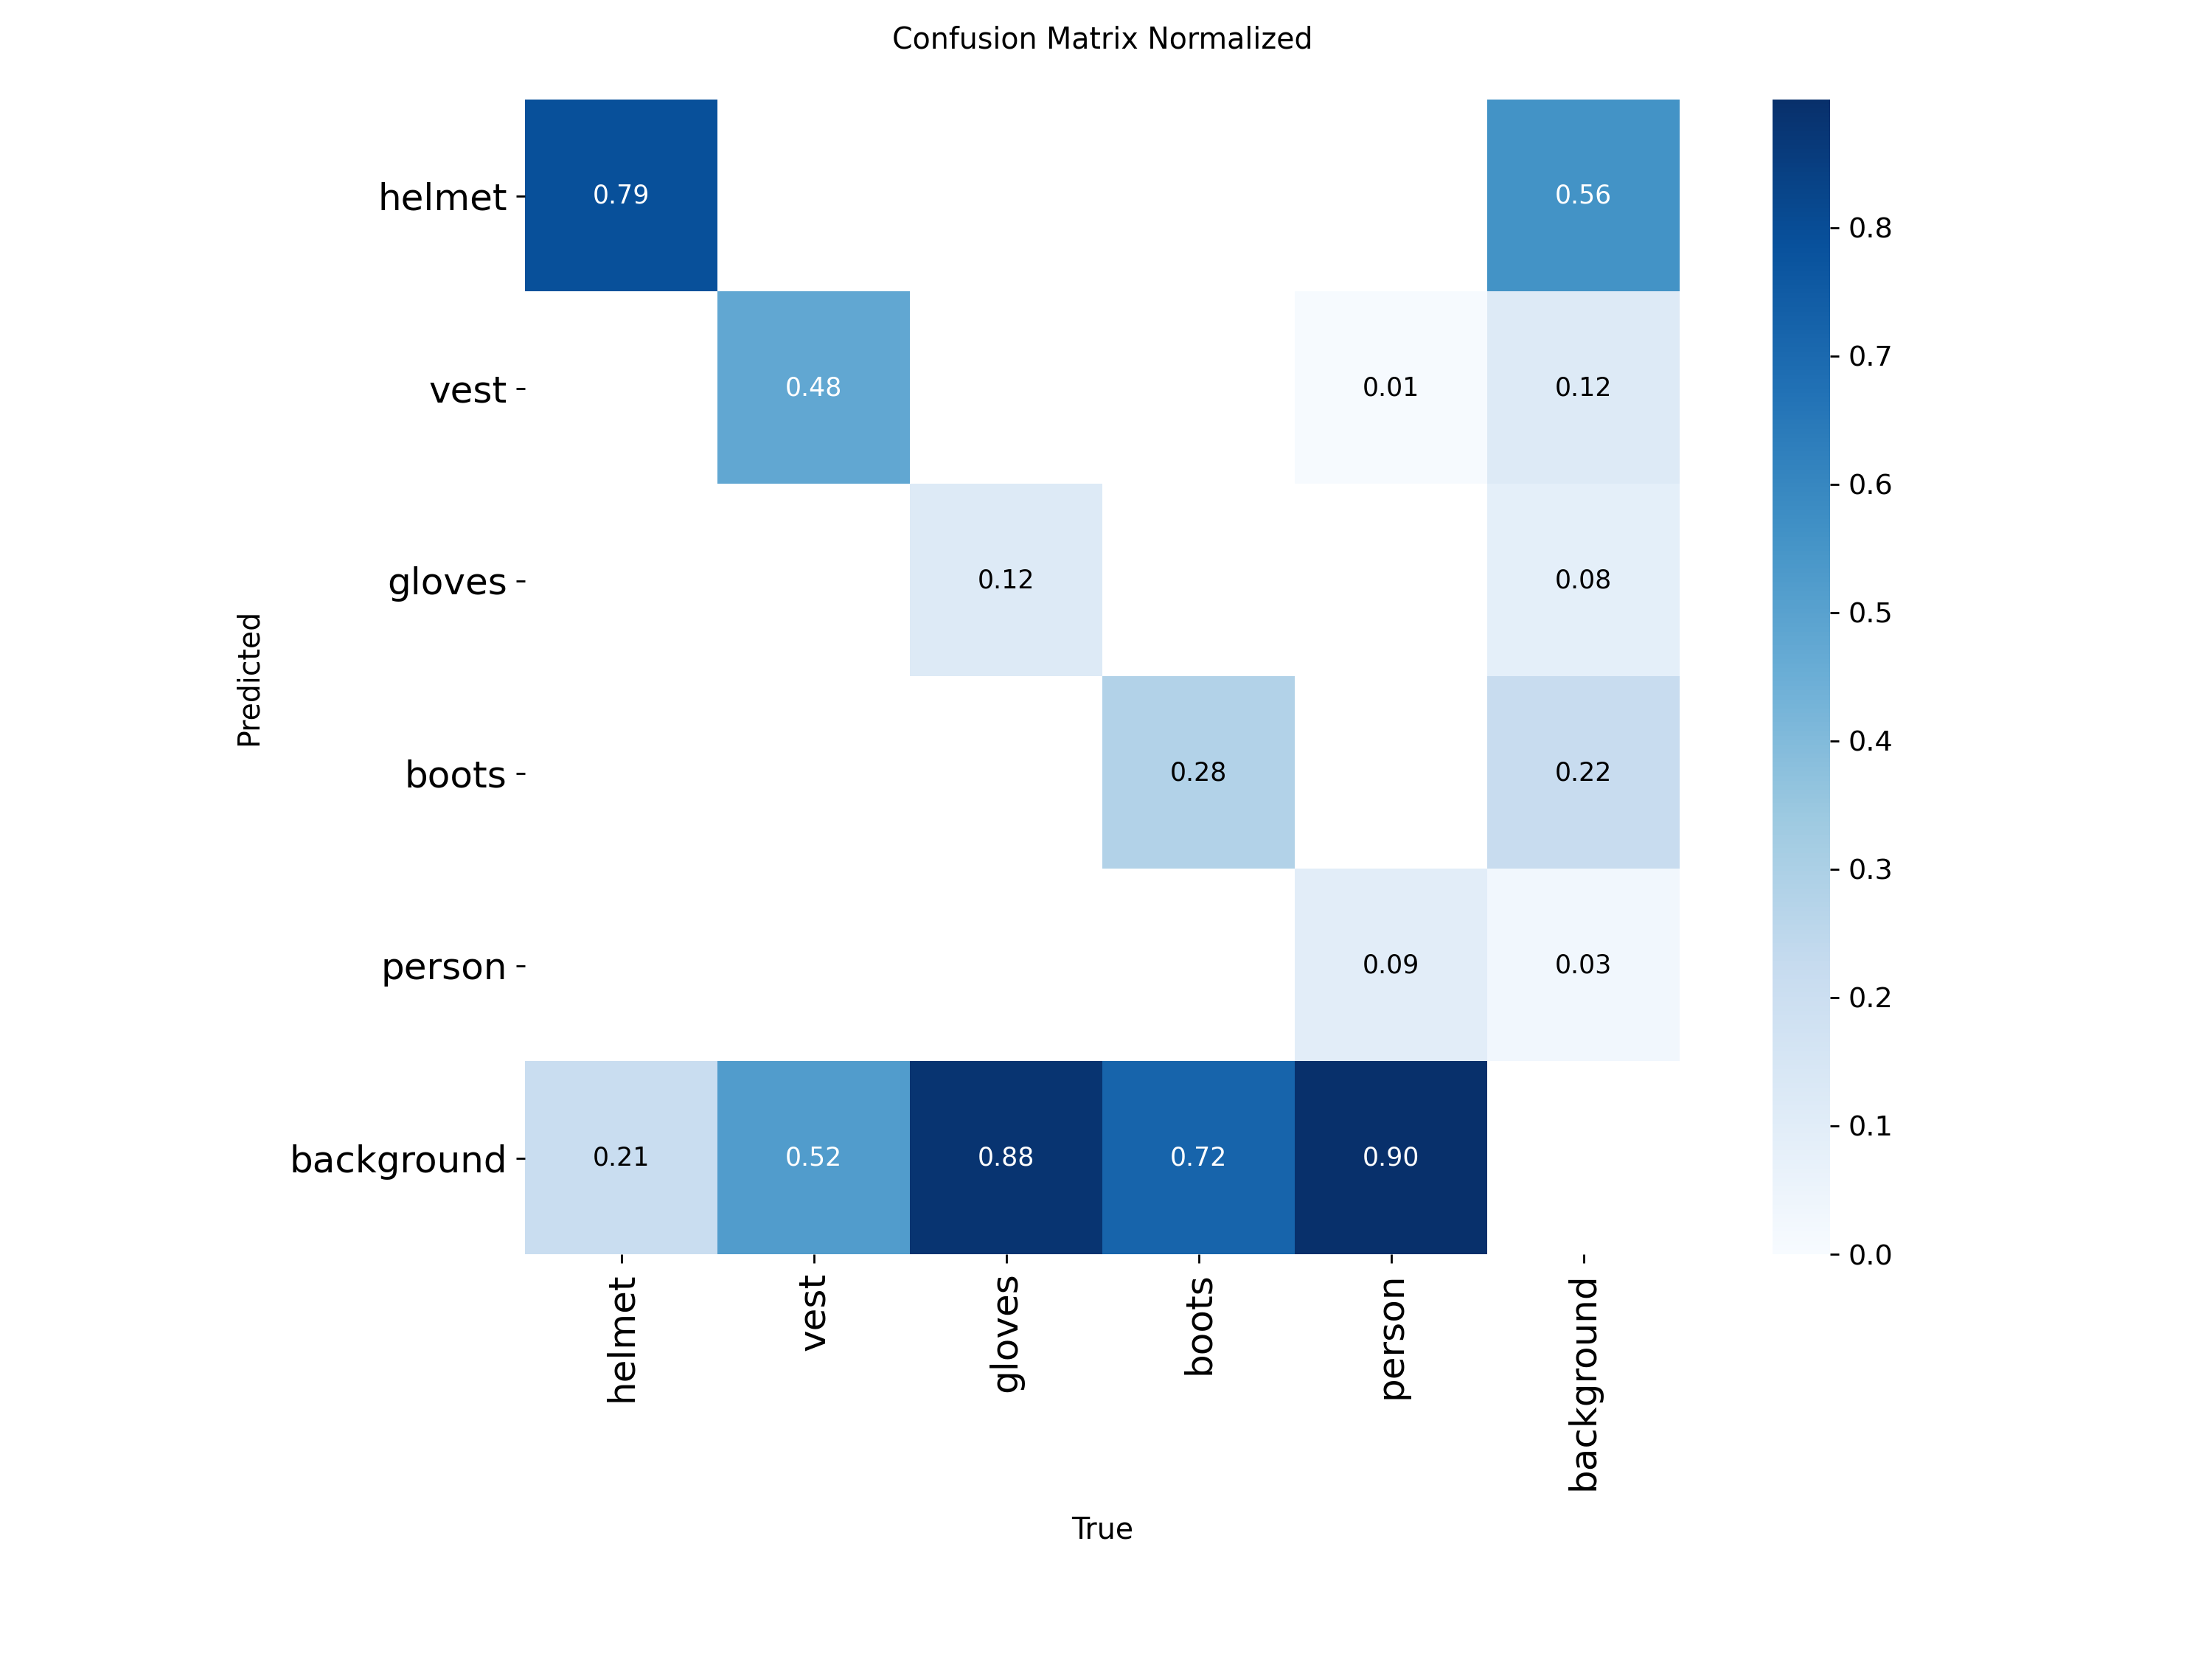 Confusion Matrix Normalized
helmet
0.79
0.56
0.8
vest
0.48
0.01
0.12
0.7
gloves
0.12
0.08
0.6
boots
0.28
0.22
0.5
person
0.09
0.03
0.4
background
0.21
0.52
0.88
0.72
0.90
0.3
0.2
0.1
0.0
Predicted
helmet
vest
gloves
boots
person
background
True